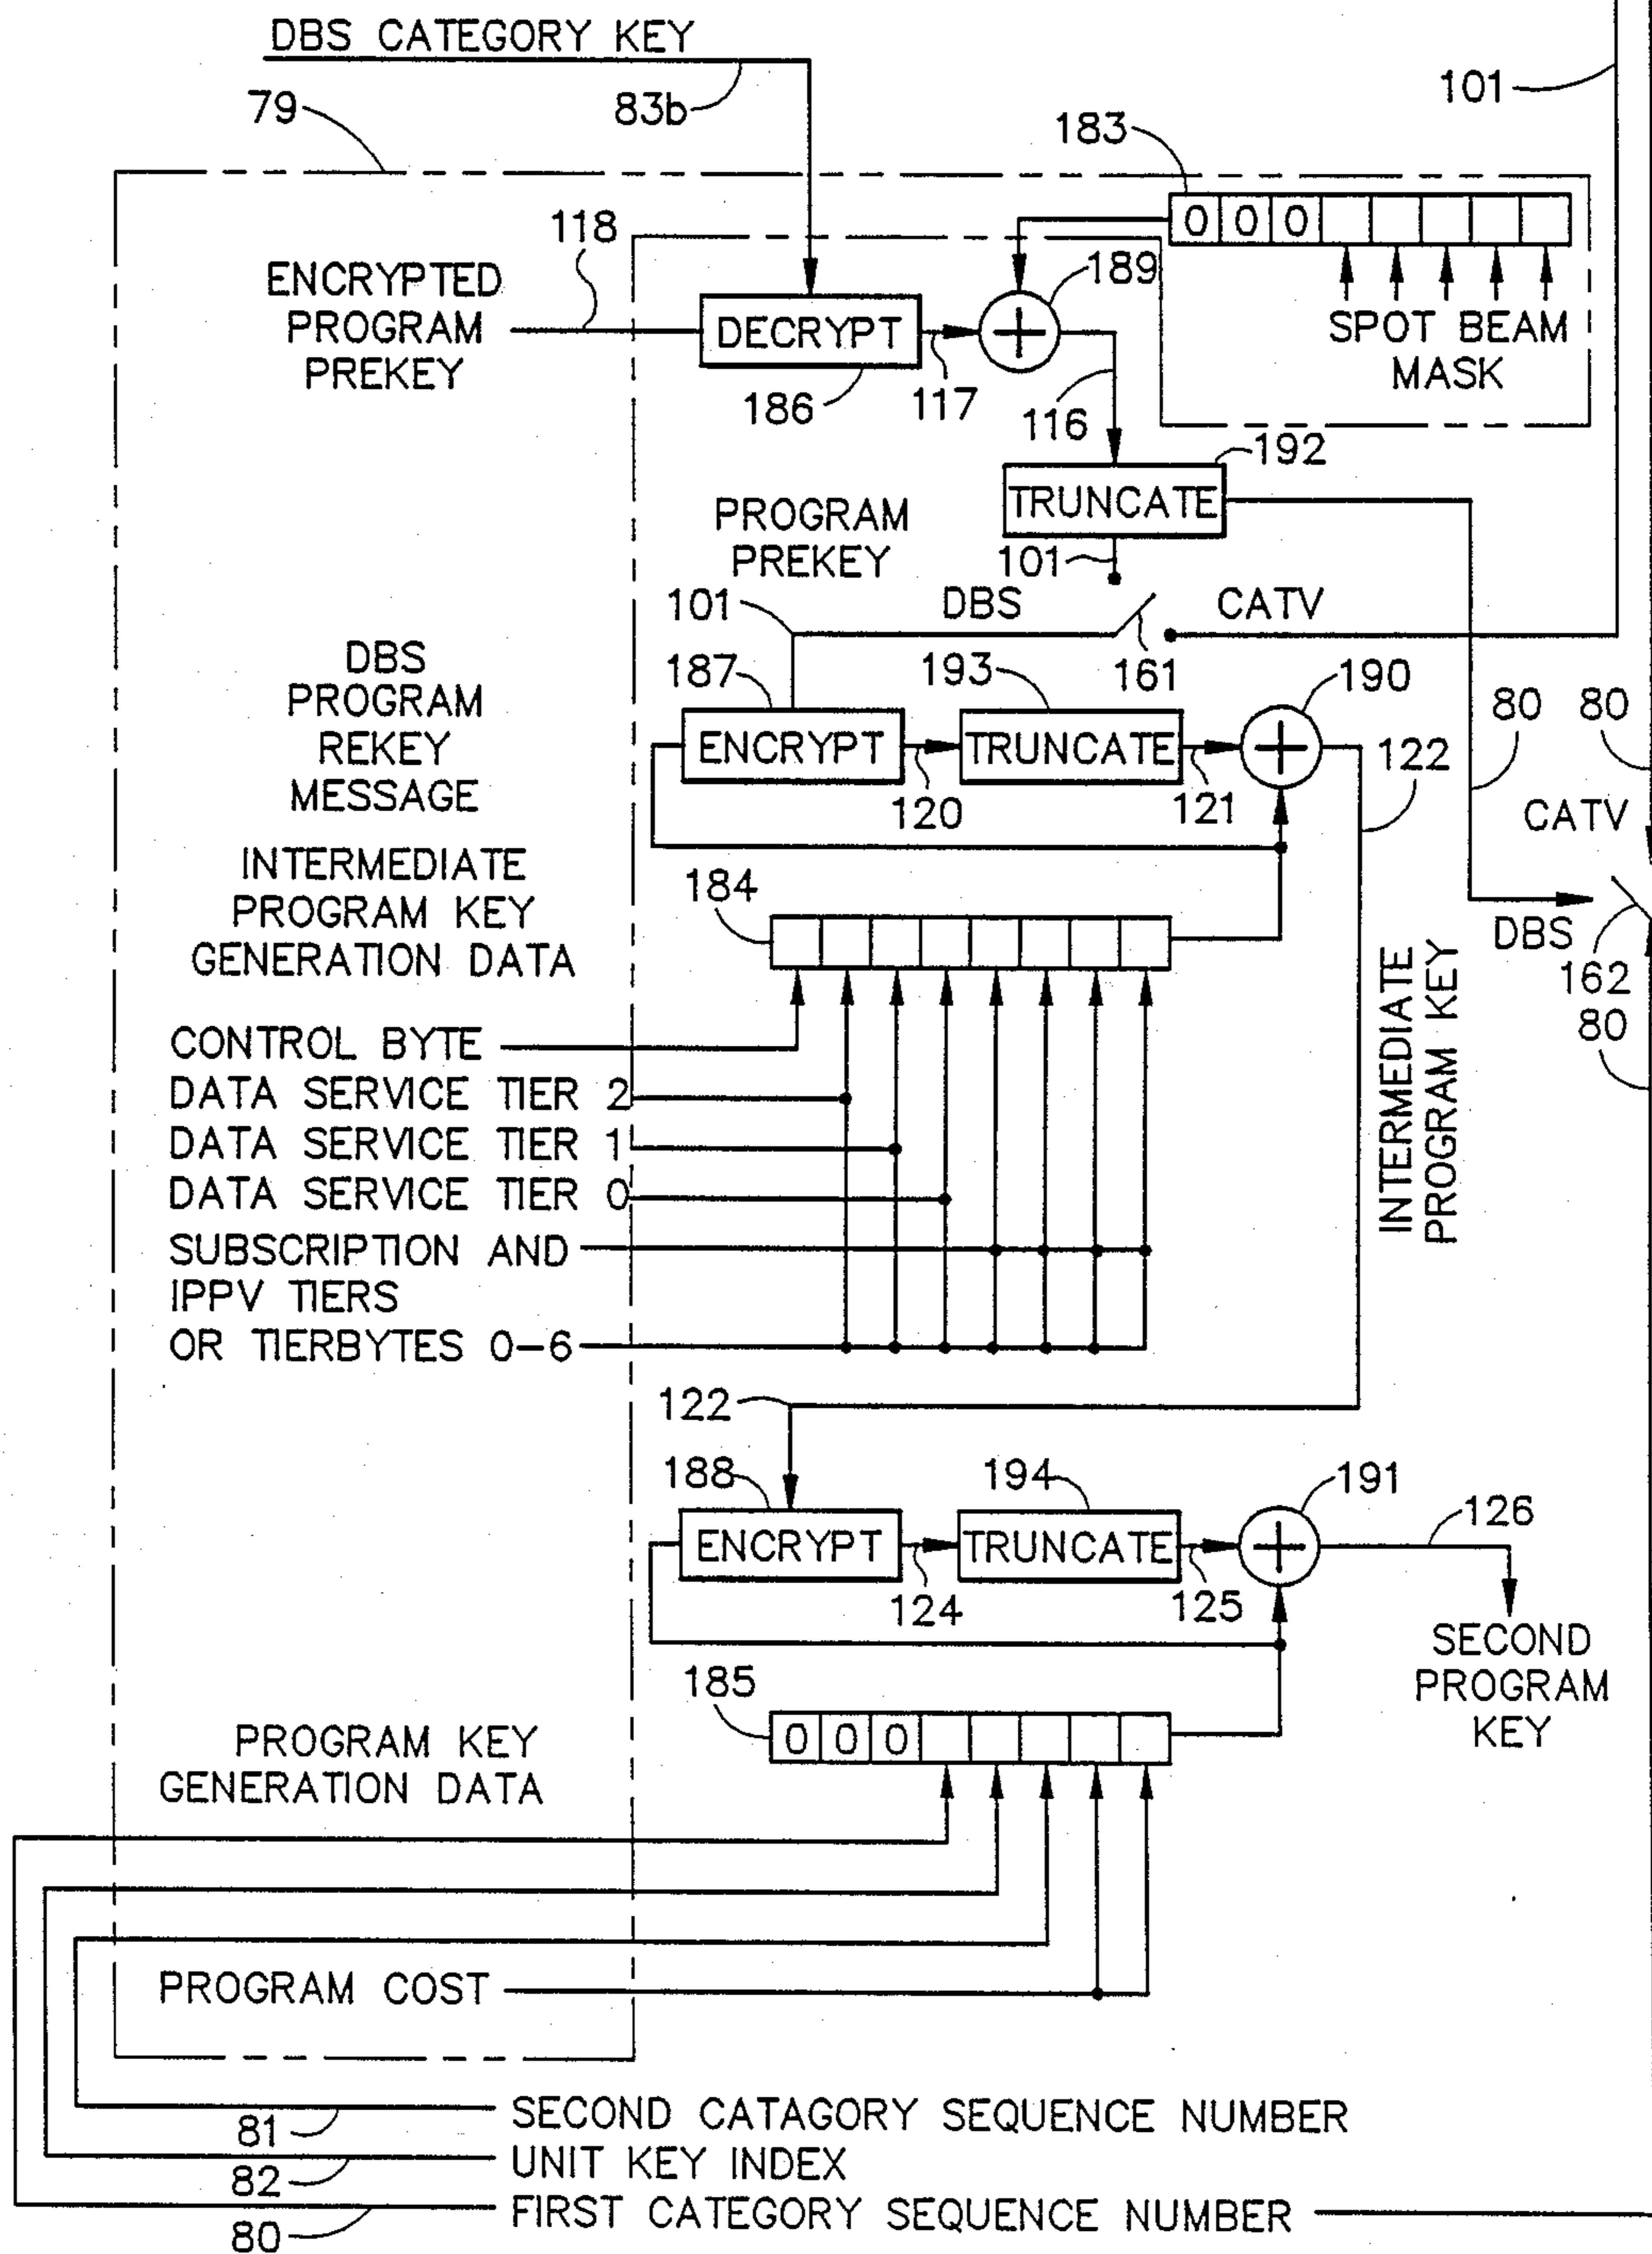 DBS CATEGORY KEY
83b
101
79
183
118
0 0 0
ENCRYPTED
PROGRAM
PREKEY
DECRYPT
189
SPOT BEAM
MASK
186
117
116
192
TRUNCATE
PROGRAM
PREKEY
101
101
DBS
CATV
161
DBS
PROGRAM
REKEY
MESSAGE
187
193
190
80
80
ENCRYPT
TRUNCATE
122
120
121
CATV
INTERMEDIATE
PROGRAM KEY
GENERATION DATA
184
DBS
162
80
INTERMEDIATE
PROGRAM KEY
CONTROL BYTE
DATA SERVICE TIER 2
DATA SERVICE TIER 1
DATA SERVICE TIER 0
SUBSCRIPTION AND
IPPV TIERS
OR TIERBYTES 0-6
122
188
194
191
126
ENCRYPT
TRUNCATE
124
125
SECOND
PROGRAM
KEY
185
0 0 0
PROGRAM KEY
GENERATION DATA
PROGRAM COST
81
SECOND CATAGORY SEQUENCE NUMBER
82
UNIT KEY INDEX
80
FIRST CATEGORY SEQUENCE NUMBER